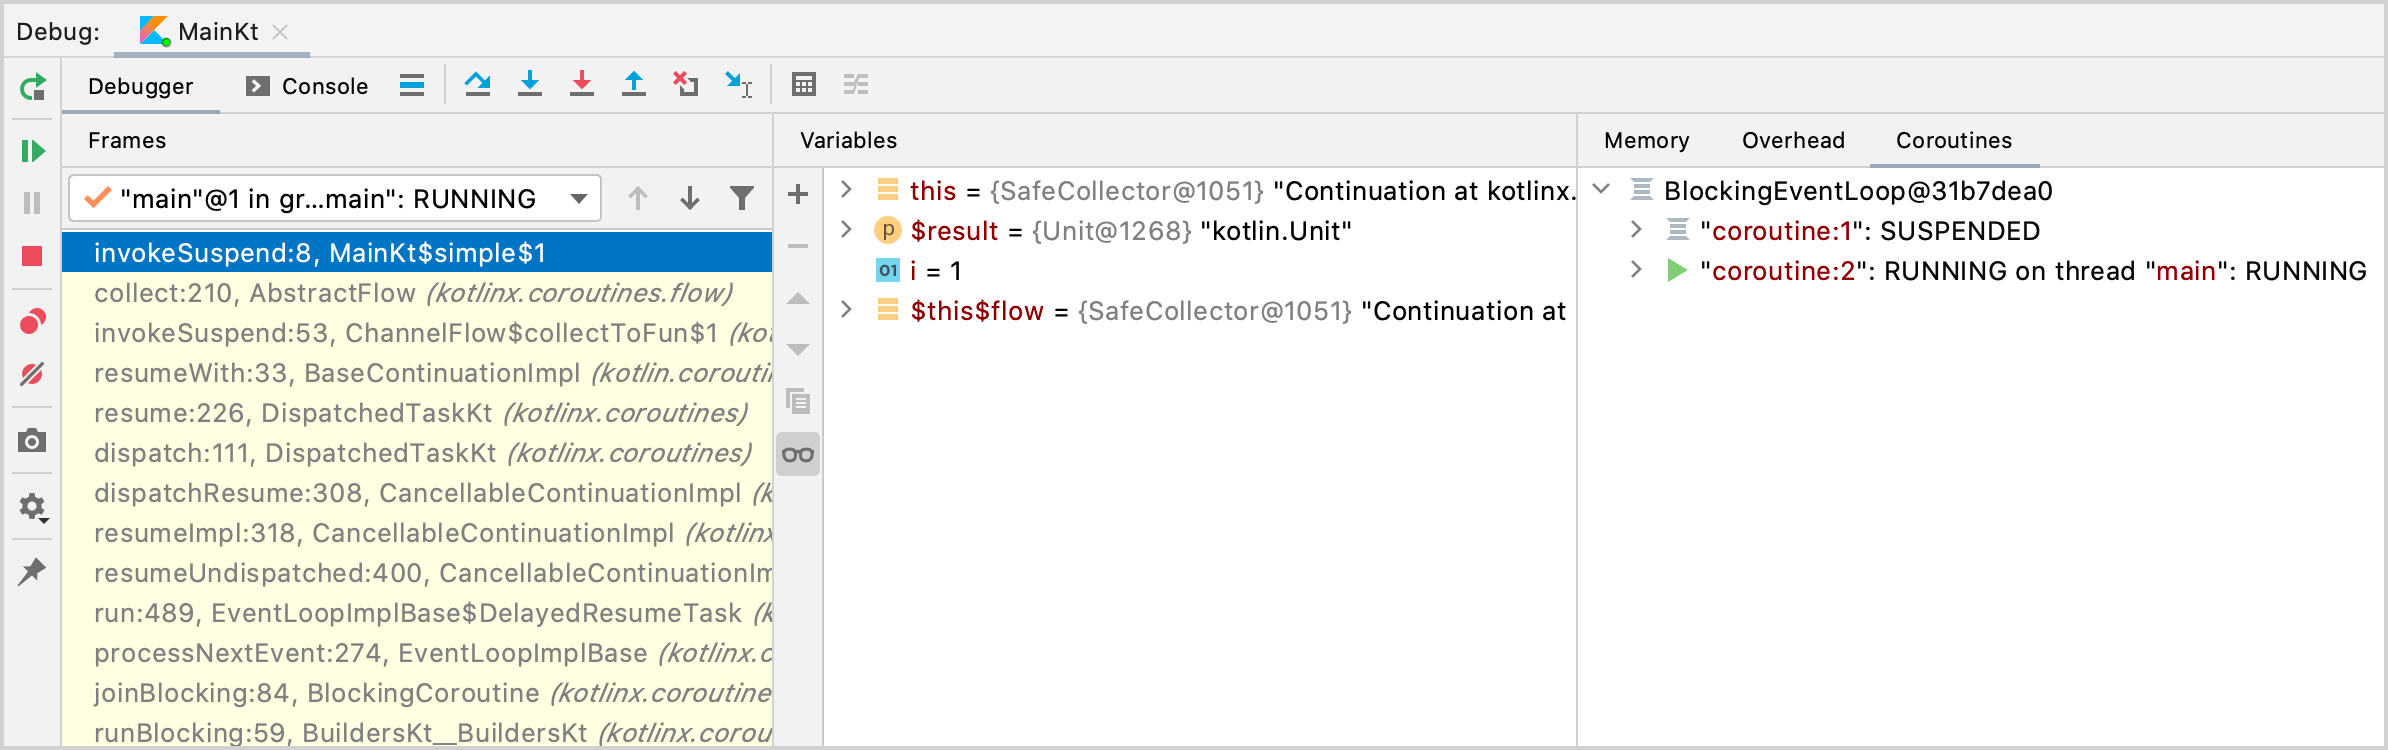 Debug: MainKt
Debugger Console
Frames
"main"@1 in gr...main": RUNNING
invokeSuspend:8, MainKt$simple$1
collect:210, AbstractFlow (kotlinx.coroutines.flow)
invokeSuspend:53, ChannelFlow$collectToFun$1 (kot
resumeWith:33, BaseContinuationImpl (kotlin.coroutin
resume:226, DispatchedTaskKt (kotlinx.coroutines)
dispatch:111, DispatchedTaskKt (kotlinx.coroutines)
dispatchResume:308, CancellableContinuationImpl (k
resumeImpl:318, CancellableContinuationImpl (kotlinx
resumeUndispatched:400, CancellableContinuationIm
run:489, EventLoopImplBase$DelayedResumeTask (k
processNextEvent:274, EventLoopImplBase (kotlinx.c
joinBlocking:84, BlockingCoroutine (kotlinx.coroutine
runBlocking:59, BuildersKt__BuildersKt (kotlinx.corou
Variables
this = {SafeCollector@1051} "Continuation at kotlinx.
p $result = {Unit@1268} "kotlin.Unit"
01 i = 1
$this$flow = {SafeCollector@1051} "Continuation at
Memory Overhead Coroutines
BlockingEventLoop@31b7dea0
"coroutine:1": SUSPENDED
"coroutine:2": RUNNING on thread "main": RUNNING